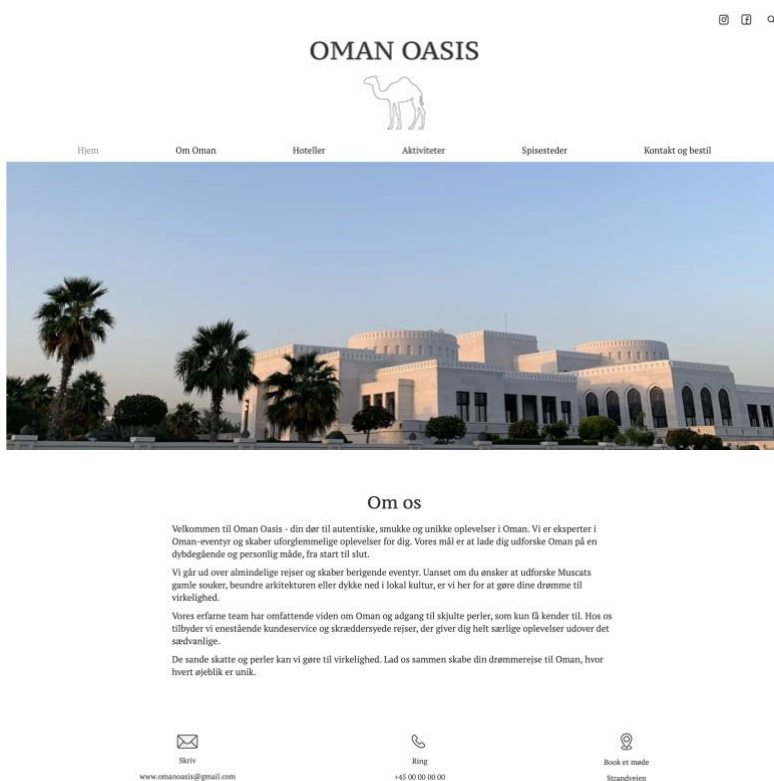 OMAN OASIS
Hjem
Om Oman
Hoteller
Aktiviteter
Spisesteder
Kontakt og bestil
Om os
Velkommen til Oman Oasis - din dør til autentiske, smukke og unikke oplevelser i Oman. Vi er eksperter i
Oman-eventyr og skaber uforglemmelige oplevelser for dig. Vores mål er at lade dig udforske Oman på en
dybdegående og personlig måde, fra start til slut.
Vi går ud over almindelige rejser og skaber berigende eventyr. Uanset om du ønsker at udforske Muscats
gamle souker, beundre arkitekturen eller dykke ned i lokal kultur, er vi her for at gøre dine drømme til
virkelighed.
Vores erfarne team har omfattende viden om Oman og adgang til skjulte perler, som kun få kender til. Hos os
tilbyder vi enestående kundeservice og skræddersyede rejser, der giver dig helt særlige oplevelser udover det
sædvanlige.
De sande skatte og perler kan vi gøre til virkelighed. Lad os sammen skabe din drømmerejse til Oman, hvor
hvert øjeblik er unik.
Skriv
www.omanoasis@gmail.com
Ring
+45 00 00 00 00
Book et møde
Strandvejen